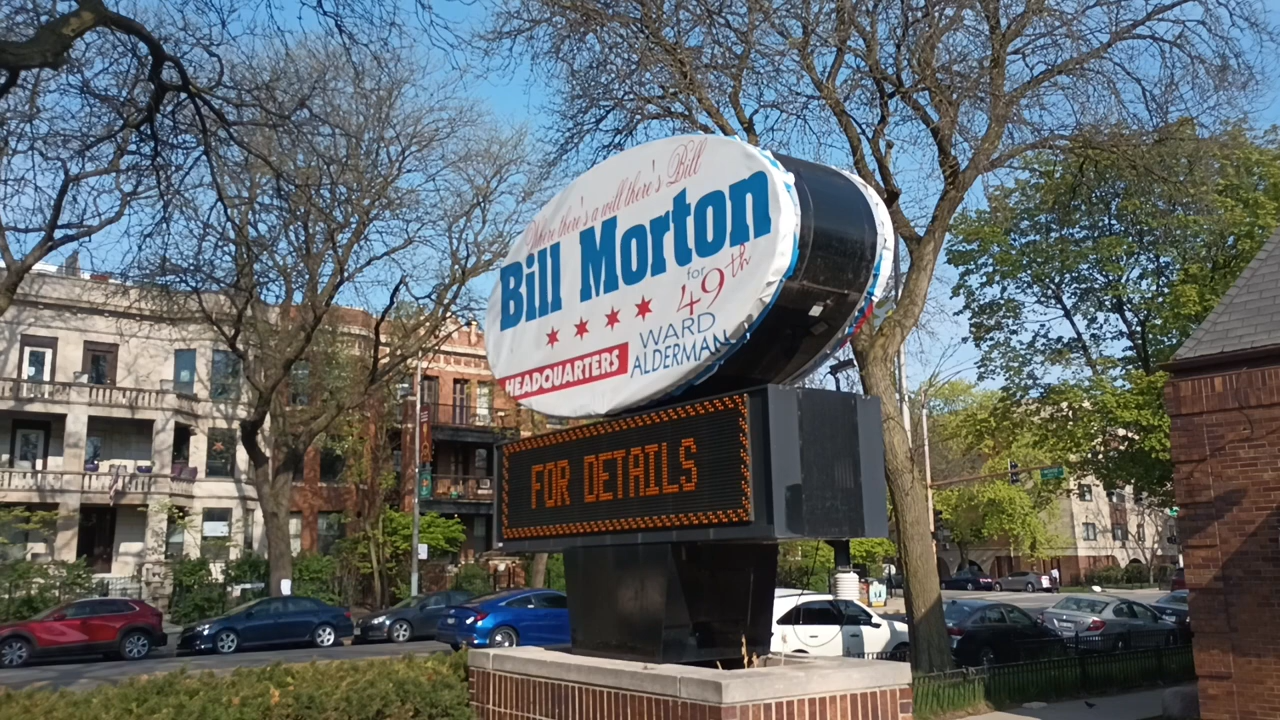 Where there's a will there's Bill
Bill Morton
for
49th
WARD
ALDERMAN
HEADQUARTERS
FOR DETAILS